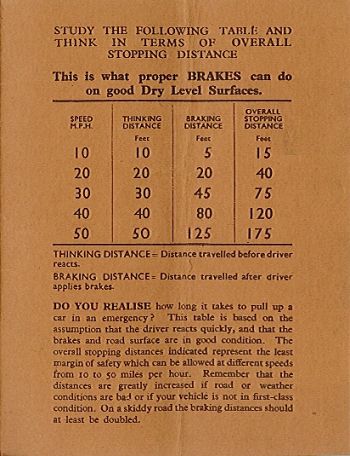 STUDY THE FOLLOWING TABLE AND
THINK IN TERMS OF OVERALL
STOPPING DISTANCE
This is what proper BRAKES can do
on good Dry Level Surfaces.
SPEED M.P.H. THINKING DISTANCE BRAKING DISTANCE OVERALL STOPPING DISTANCE
Feet Feet Feet
10 10 5 15
20 20 20 40
30 30 45 75
40 40 80 120
50 50 125 175
THINKING DISTANCE= Distance travelled before driver
reacts.
BRAKING DISTANCE= Distance travelled after driver
applies brakes.
DO YOU REALISE how long it takes to pull up a
car in an emergency? This table is based on the
assumption that the driver reacts quickly, and that the
brakes and road surface are in good condition. The
overall stopping distances indicated represent the least
margin of safety which can be allowed at different speeds
from 10 to 50 miles per hour. Remember that the
distances are greatly increased if road or weather
conditions are bad or if your vehicle is not in first-class
condition. On a skiddy road the braking distances should
at least be doubled.